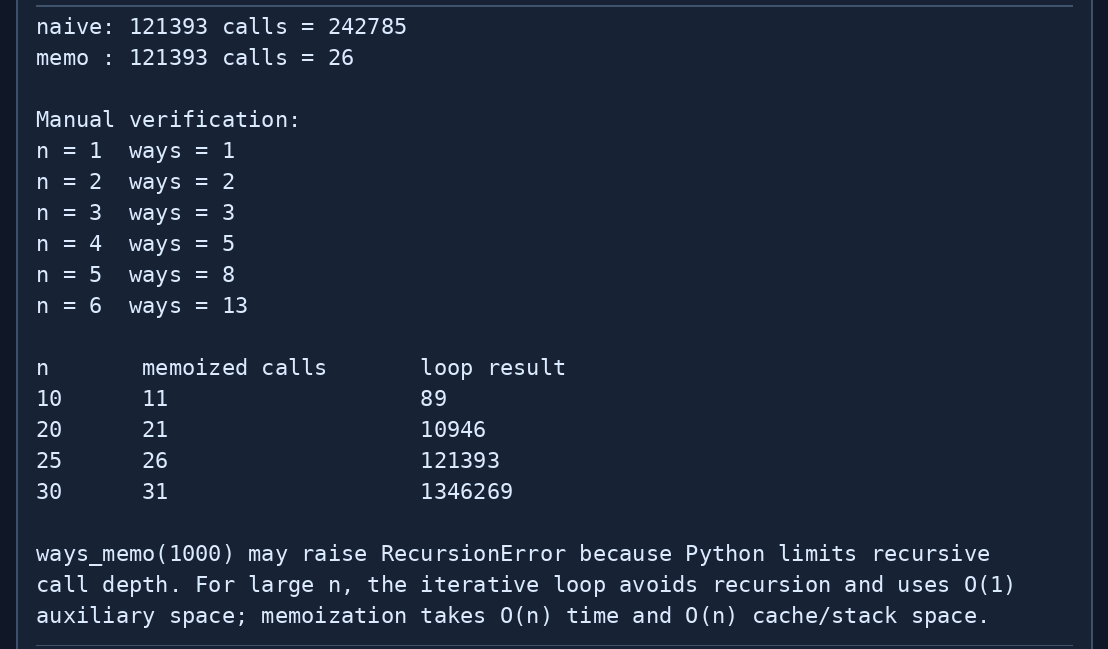 naive: 121393 calls = 242785
memo : 121393 calls = 26
Manual verification:
n = 1  ways = 1
n = 2  ways = 2
n = 3  ways = 3
n = 4  ways = 5
n = 5  ways = 8
n = 6  ways = 13
n       memoized calls       loop result
10      11                   89
20      21                   10946
25      26                   121393
30      31                   1346269
ways_memo(1000) may raise RecursionError because Python limits recursive
call depth. For large n, the iterative loop avoids recursion and uses O(1)
auxiliary space; memoization takes O(n) time and O(n) cache/stack space.